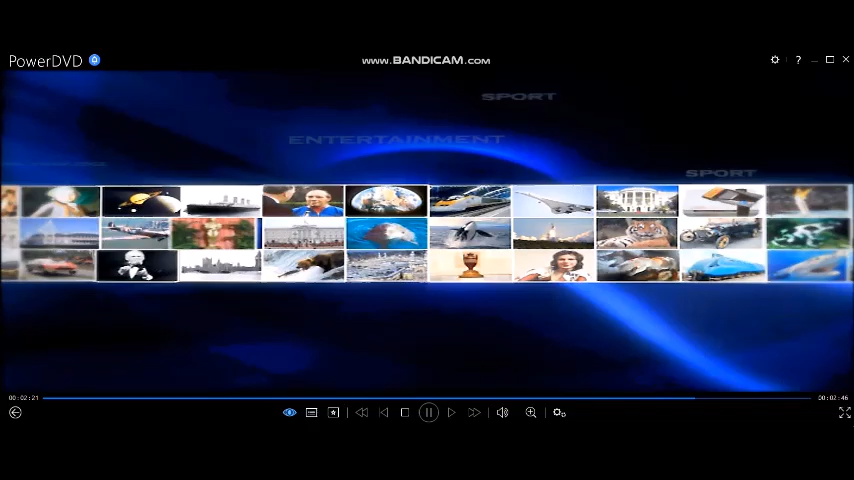 PowerDVD
www.BANDICAM.com
?
SPORT
ENTERTAINMENT
SPORT
00:02:21
00:02:46